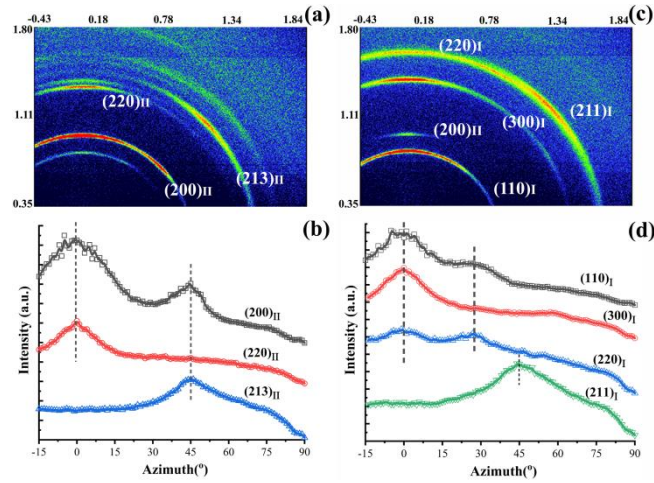 -0.43 0.18 0.78 1.34 1.84
(a)
1.80
1.11
0.35
(220)II
(200)II
(213)II
-0.43 0.18 0.78 1.34 1.84
(c)
1.80
1.11
0.35
(220)I
(200)II
(300)I
(211)I
(110)I
(b)
Intensity (a.u.)
(200)II
(220)II
(213)II
-15 0 15 30 45 60 75 90
Azimuth(°)
(d)
Intensity (a.u.)
(110)I
(300)I
(220)I
(211)I
-15 0 15 30 45 60 75 90
Azimuth(°)